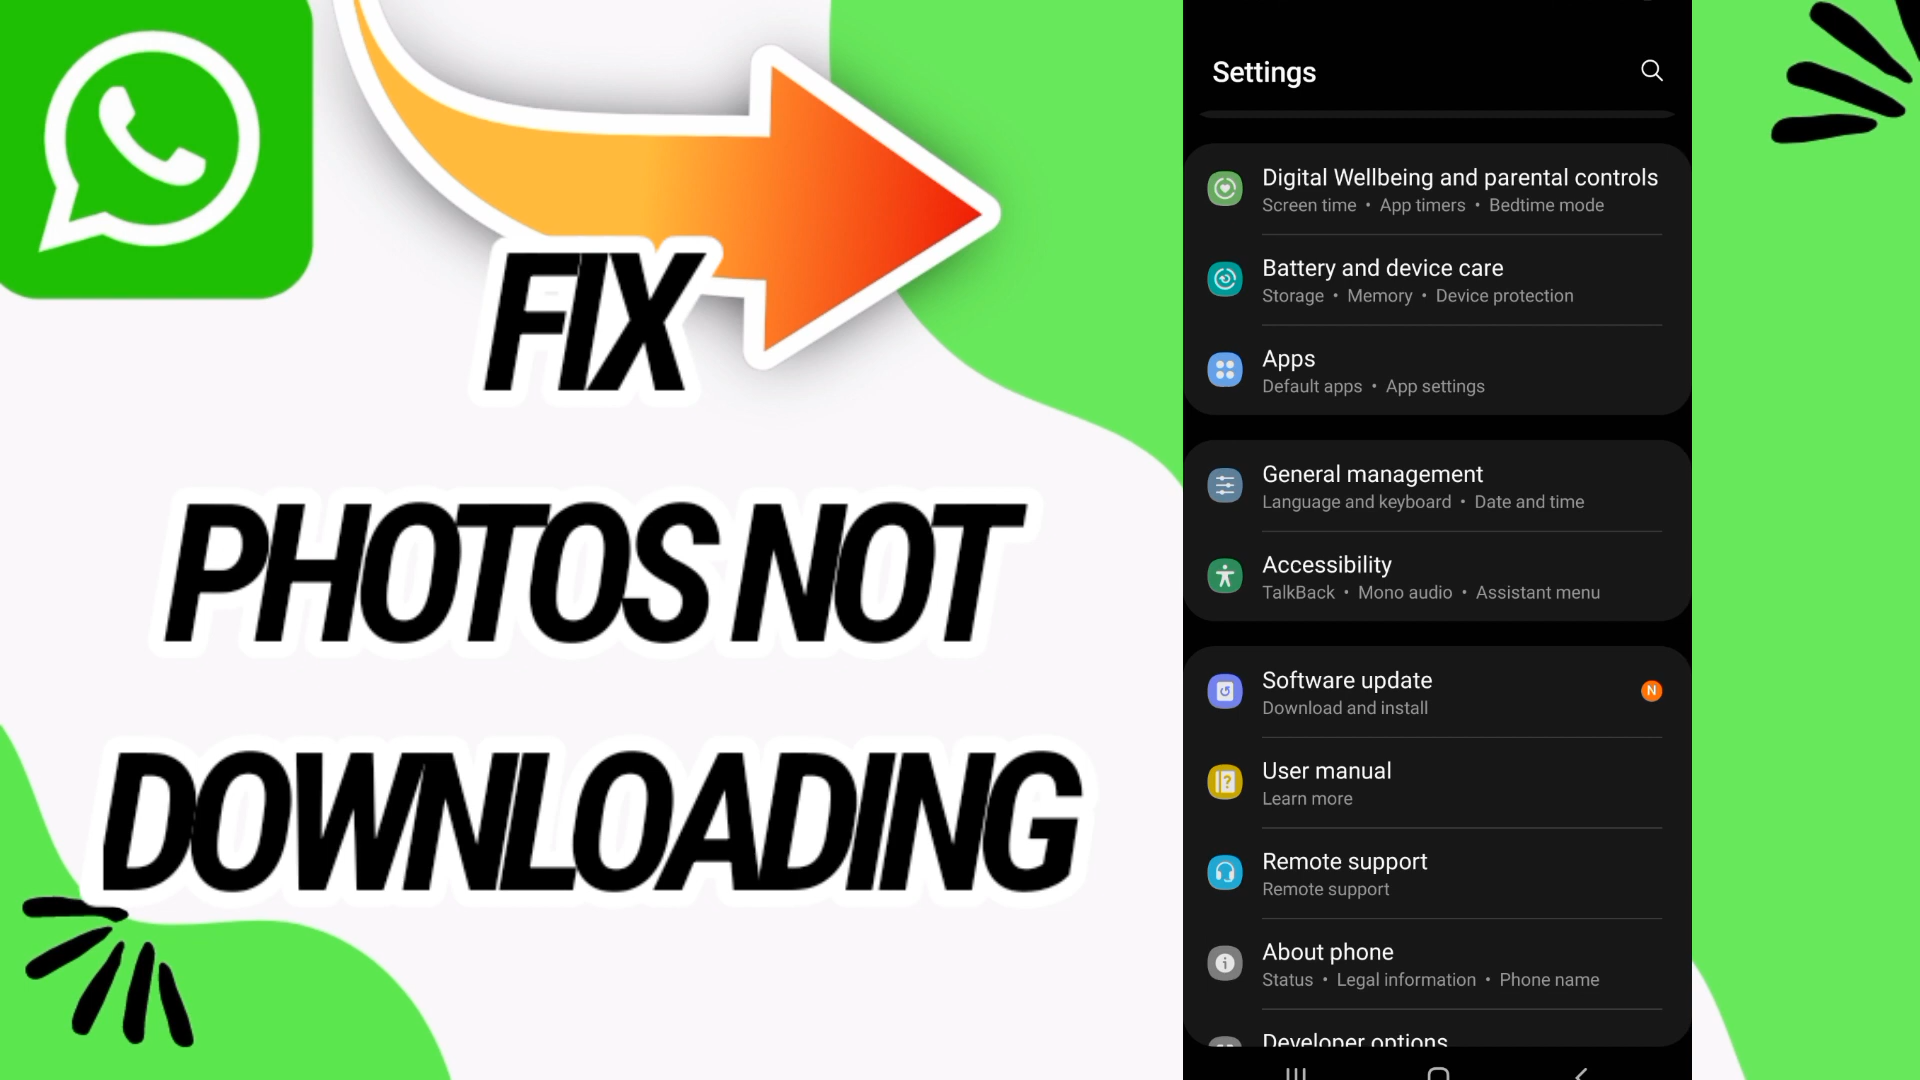 FIX
PHOTOS NOT
DOWNLOADING
Settings
Digital Wellbeing and parental controls
Screen time • App timers • Bedtime mode
Battery and device care
Storage • Memory • Device protection
Apps
Default apps • App settings
General management
Language and keyboard • Date and time
Accessibility
TalkBack • Mono audio • Assistant menu
Software update
N
Download and install
User manual
Learn more
Remote support
Remote support
About phone
Status • Legal information • Phone name
Developer options